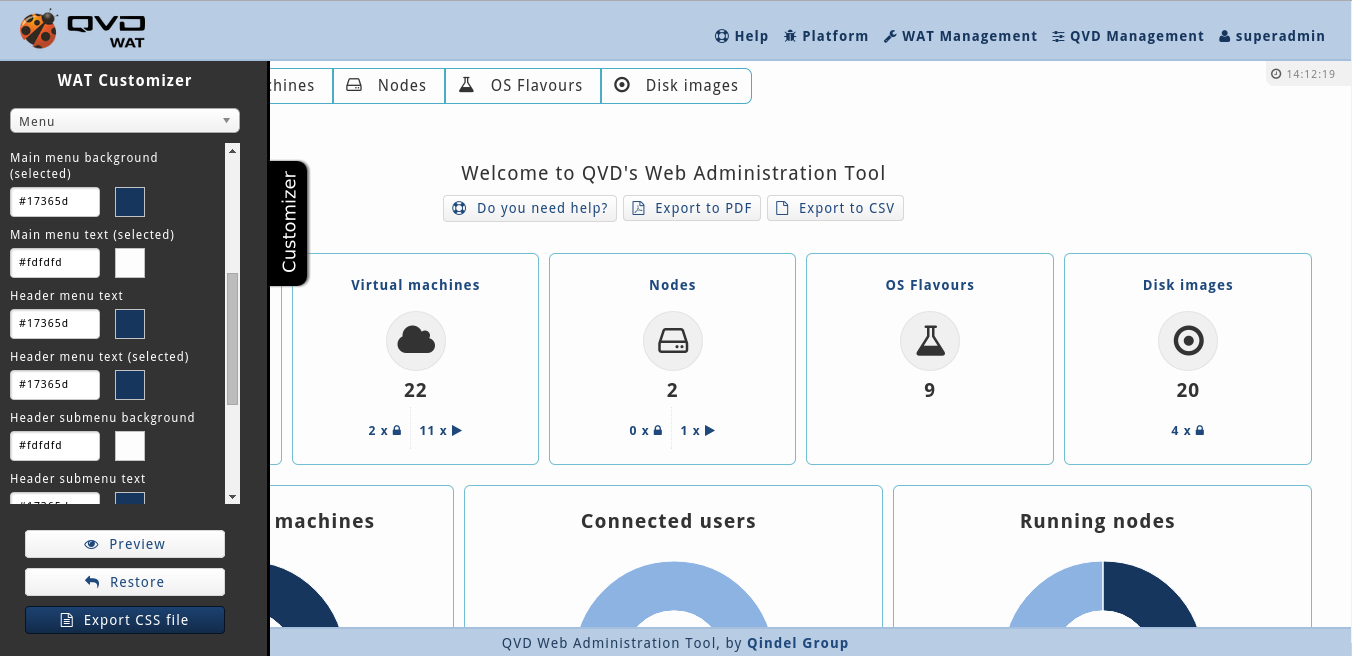 QVD
WAT
Help
Platform
WAT Management
QVD Management
superadmin
WAT Customizer
Menu
Main menu background
(selected)
#17365d
Main menu text (selected)
#fdfdfd
Header menu text
#17365d
Header menu text (selected)
#17365d
Header submenu background
#fdfdfd
Header submenu text
Preview
Restore
Export CSS file
Customizer
hines
Nodes
OS Flavours
Disk images
14:12:19
Welcome to QVD's Web Administration Tool
Do you need help?
Export to PDF
Export to CSV
Virtual machines
22
2 x
11 x
Nodes
2
0 x
1 x
OS Flavours
9
Disk images
20
4 x
machines
Connected users
Running nodes
QVD Web Administration Tool, by Qindel Group